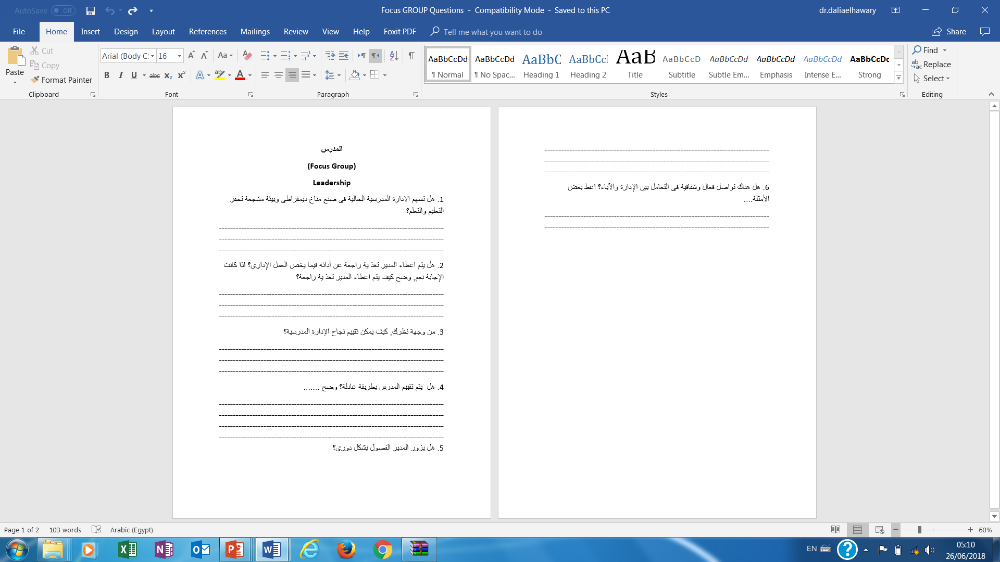 AutoSave Off
Focus GROUP Questions - Compatibility Mode - Saved to this PC
dr.daliaelhawary
File Home Insert Design Layout References Mailings Review View Help Foxit PDF Tell me what you want to do
Share
Paste
Cut
Copy
Format Painter
Clipboard
Arial (Body CS 16
Font
Paragraph
AaBbCcDd AaBbCcDd AaBbC AaBbCcI AaB AaBbCcD AaBbCcDd AaBbCcDd AaBbCcDd AaBbCcDc
¶ Normal ¶ No Spac... Heading 1 Heading 2 Title Subtitle Subtle Em... Emphasis Intense E... Strong
Styles
Find
Replace
Select
Editing
المدرس
(Focus Group)
Leadership
1. هل تسهم الادارة المدرسية الحالية فى صنع مناخ ديمقراطى وبيئة مشجعة تحفز
التعليم والتعلم؟
2. هل يتم اعطاء المدير تغذ ية راجعة عن آدائه فيما يخص العمل الإدارى؟ اذا كانت
الإجابة نعم, وضح كيف يتم اعطاء المدير تغذ ية راجعة؟
3. من وجهة نظرك, كيف يمكن تقييم نجاح الإدارة المدرسية؟
4. هل يتم تقييم المدرس بطريقة عادلة؟ وضح .......
5. هل يزور المدير الفصول بشكل دورى؟
6. هل هناك تواصل فعال وشفافية فى التعامل بين الإدارة والآباء؟ اعط بعض
الأمثلة....
Page 1 of 2 103 words Arabic (Egypt)
60%
EN
05:10
26/06/2018